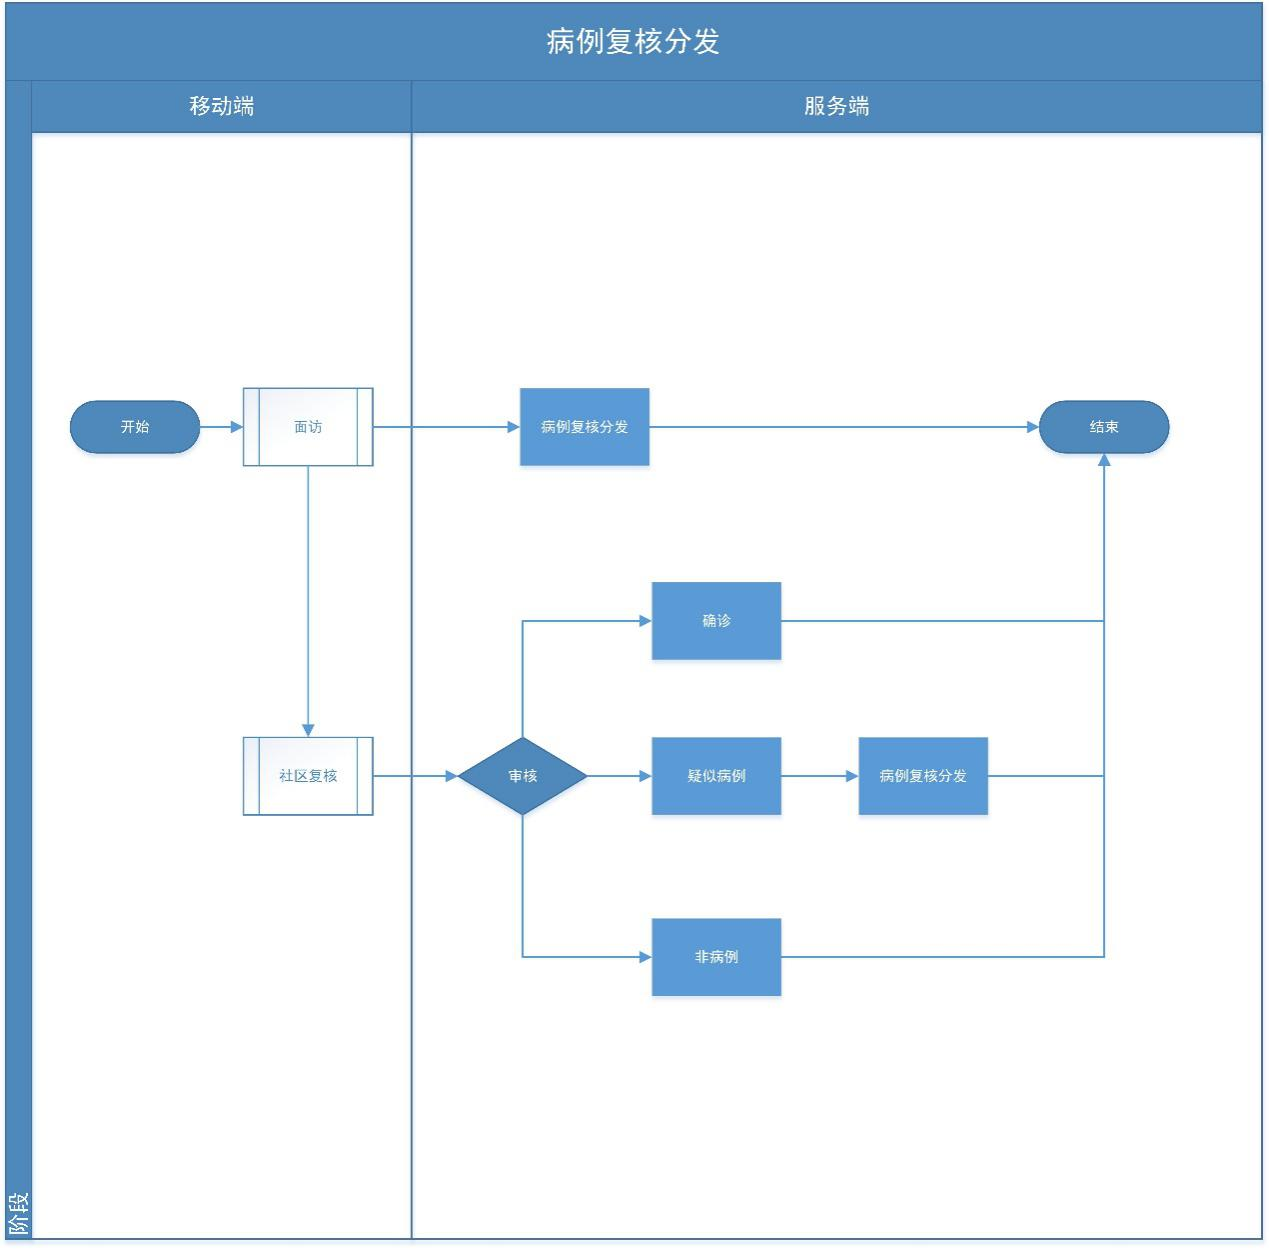 病例复核分发
移动端
服务端
开始
面访
病例复核分发
结束
确诊
社区复核
审核
疑似病例
病例复核分发
非病例
阶段